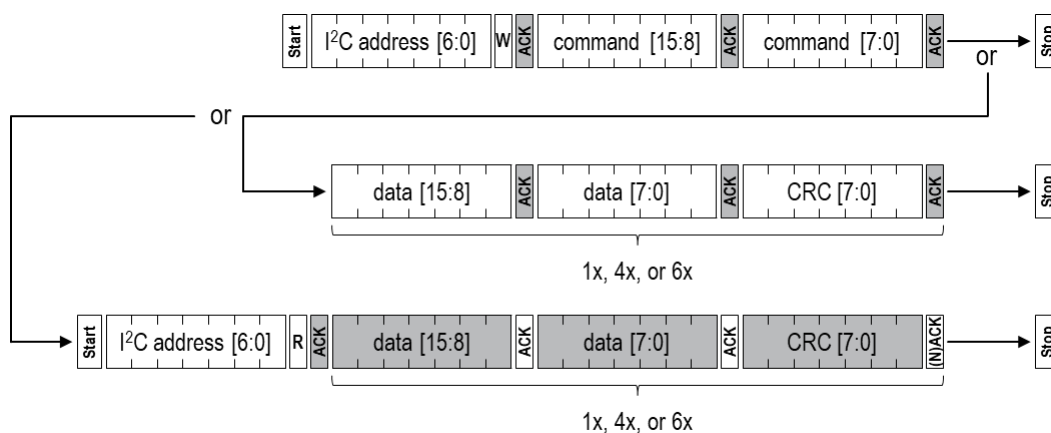 Start I²C address [6:0] W ACK command [15:8] ACK command [7:0] ACK Stop
or
or
data [15:8] ACK data [7:0] ACK CRC [7:0] ACK Stop
1x, 4x, or 6x
Start I²C address [6:0] R ACK data [15:8] ACK data [7:0] ACK CRC [7:0] (N)ACK Stop
1x, 4x, or 6x